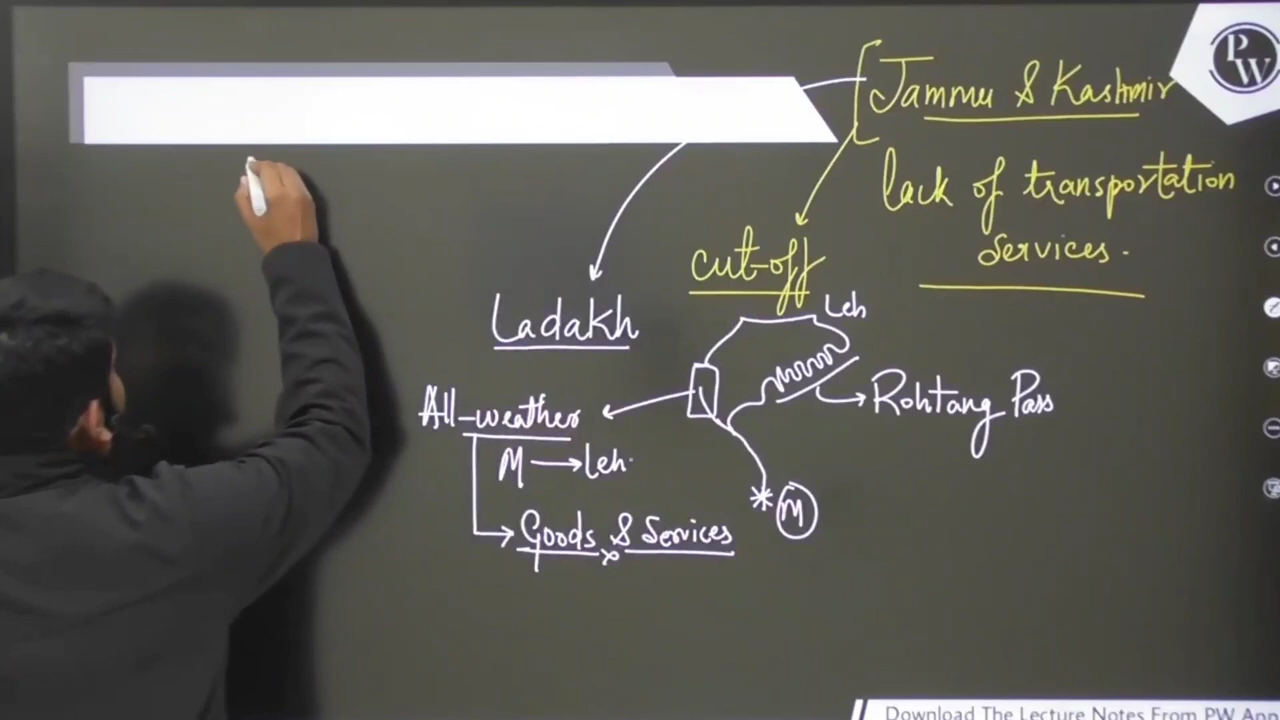 PW
Jammu & Kashmir
lack of transportation
services.
cut-off
Ladakh
Leh
All-weather
Rohtang Pass
M → Leh.
Goods & Services
M
Download The Lecture Notes From PW App